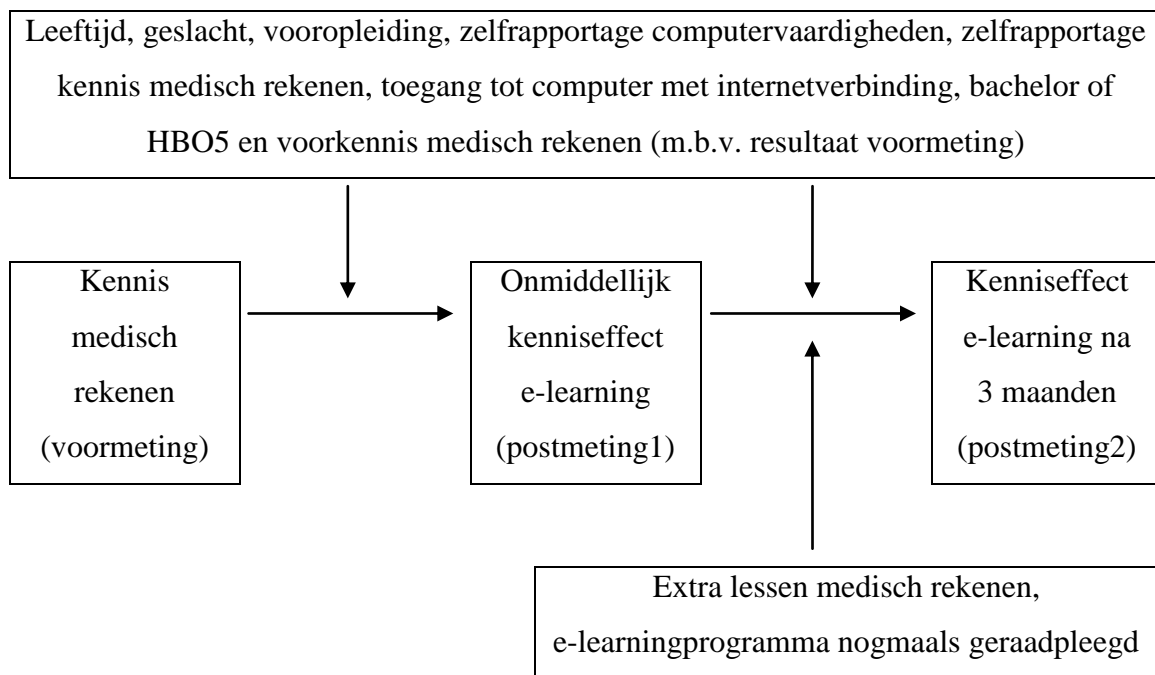 Leeftijd, geslacht, vooropleiding, zelfrapportage computervaardigheden, zelfrapportage
kennis medisch rekenen, toegang tot computer met internetverbinding, bachelor of
HBO5 en voorkennis medisch rekenen (m.b.v. resultaat voormeting)
Kennis
medisch
rekenen
(voormeting)
Onmiddellijk
kenniseffect
e-learning
(postmeting1)
Kenniseffect
e-learning na
3 maanden
(postmeting2)
Extra lessen medisch rekenen,
e-learningprogramma nogmaals geraadpleegd